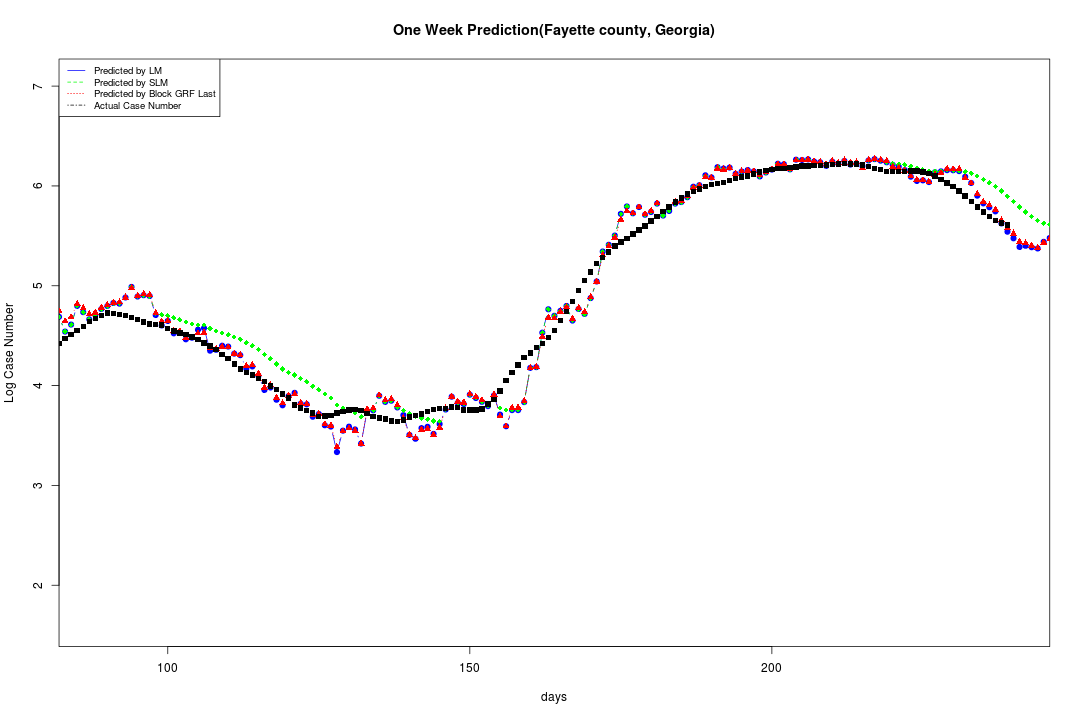 One Week Prediction(Fayette county, Georgia)
Predicted by LM
Predicted by SLM
Predicted by Block GRF Last
Actual Case Number
7
6
5
4
3
2
Log Case Number
100 150 200
days